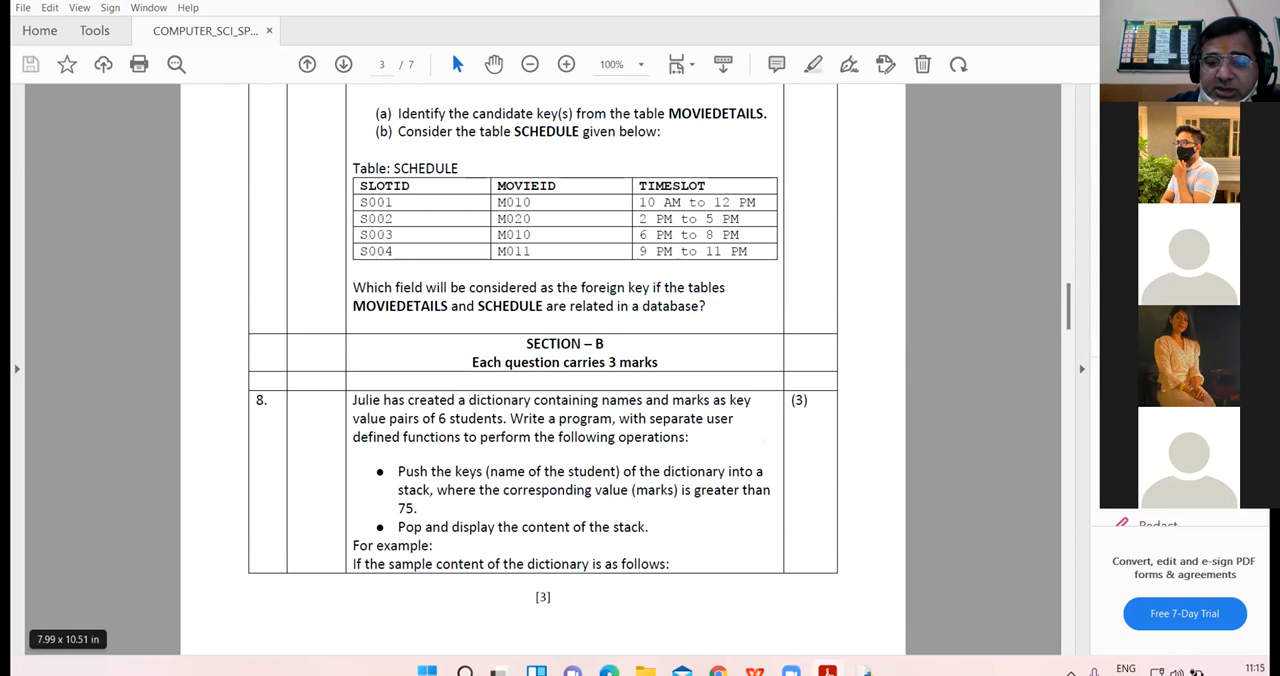 File Edit View Sign Window Help
Home Tools COMPUTER_SCI_SP... ×
3 / 7 100%
(a) Identify the candidate key(s) from the table MOVIEDETAILS.
(b) Consider the table SCHEDULE given below:
Table: SCHEDULE
SLOTID MOVIEID TIMESLOT
S001 M010 10 AM to 12 PM
S002 M020 2 PM to 5 PM
S003 M010 6 PM to 8 PM
S004 M011 9 PM to 11 PM
Which field will be considered as the foreign key if the tables
MOVIEDETAILS and SCHEDULE are related in a database?
SECTION – B
Each question carries 3 marks
8. Julie has created a dictionary containing names and marks as key (3)
value pairs of 6 students. Write a program, with separate user
defined functions to perform the following operations:
● Push the keys (name of the student) of the dictionary into a
stack, where the corresponding value (marks) is greater than
75.
● Pop and display the content of the stack.
For example:
If the sample content of the dictionary is as follows:
[3]
Redact
Convert, edit and e-sign PDF
forms & agreements
Free 7-Day Trial
7.99 x 10.51 in
ENG 11:15